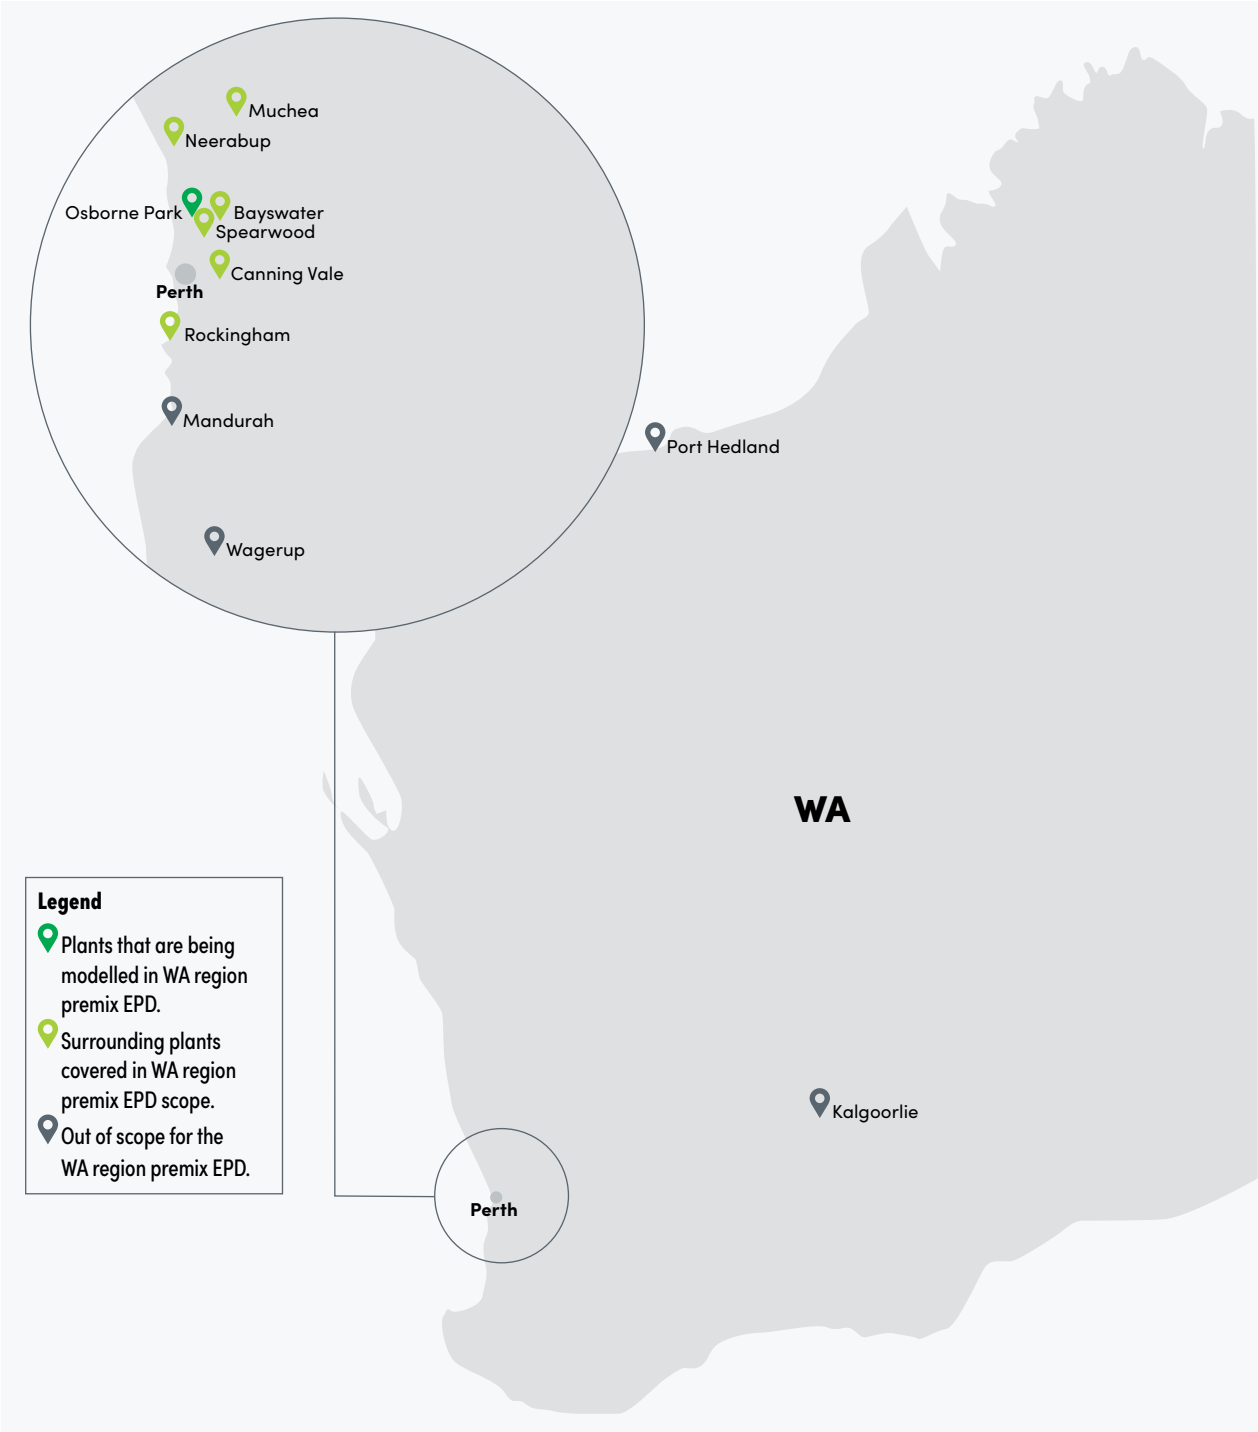 Muchea
Neerabup
Osborne Park
Bayswater
Spearwood
Canning Vale
Perth
Rockingham
Mandurah
Port Hedland
Wagerup
WA
Legend
Plants that are being
modelled in WA region
premix EPD.
Surrounding plants
covered in WA region
premix EPD scope.
Out of scope for the
WA region premix EPD.
Kalgoorlie
Perth